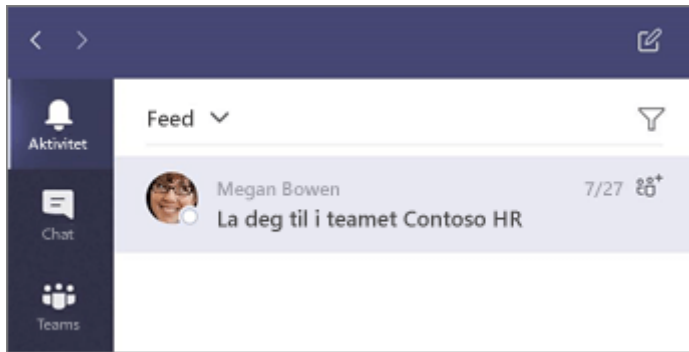 Aktivitet
Chat
Teams
Feed
Megan Bowen 7/27
La deg til i teamet Contoso HR